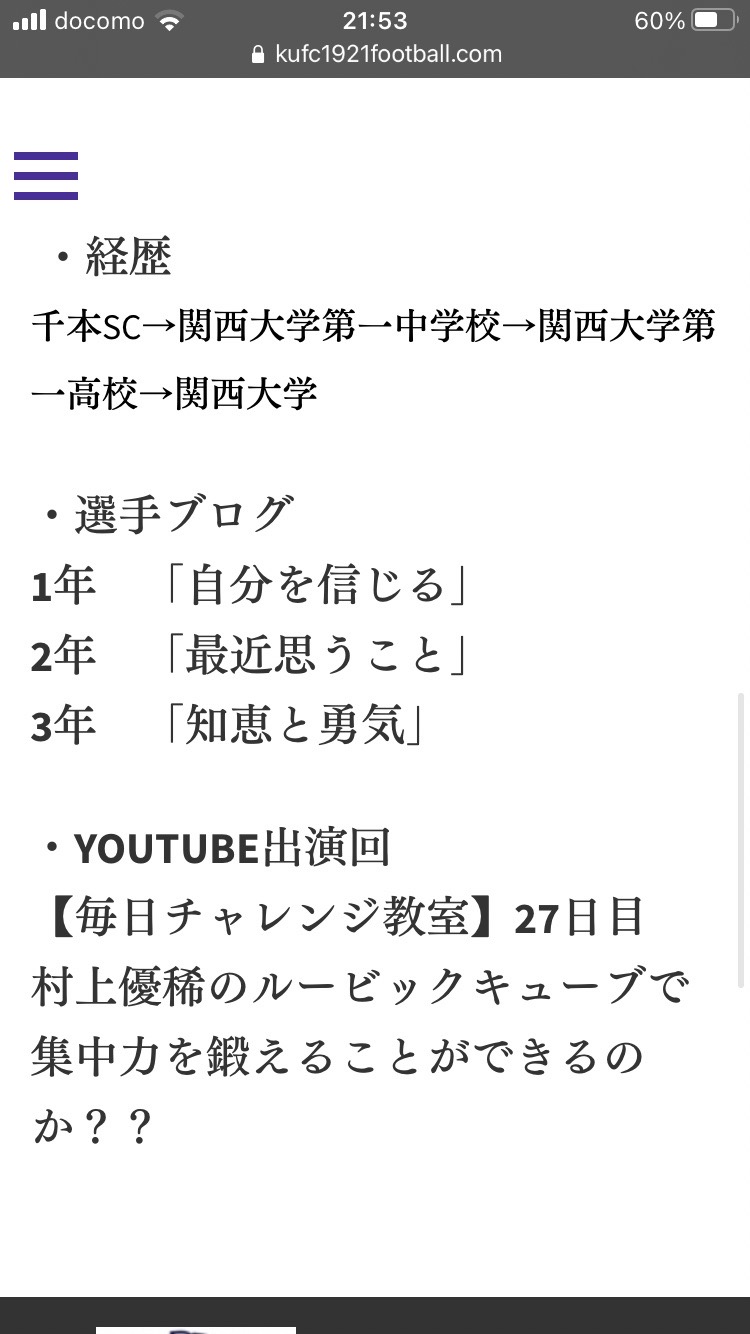 docomo 21:53 60%
kufc1921football.com
・経歴
千本SC→関西大学第一中学校→関西大学第
一高校→関西大学
・選手ブログ
1年　「自分を信じる」
2年　「最近思うこと」
3年　「知恵と勇気」
・YOUTUBE出演回
【毎日チャレンジ教室】27日目
村上優稀のルービックキューブで
集中力を鍛えることができるの
か？？